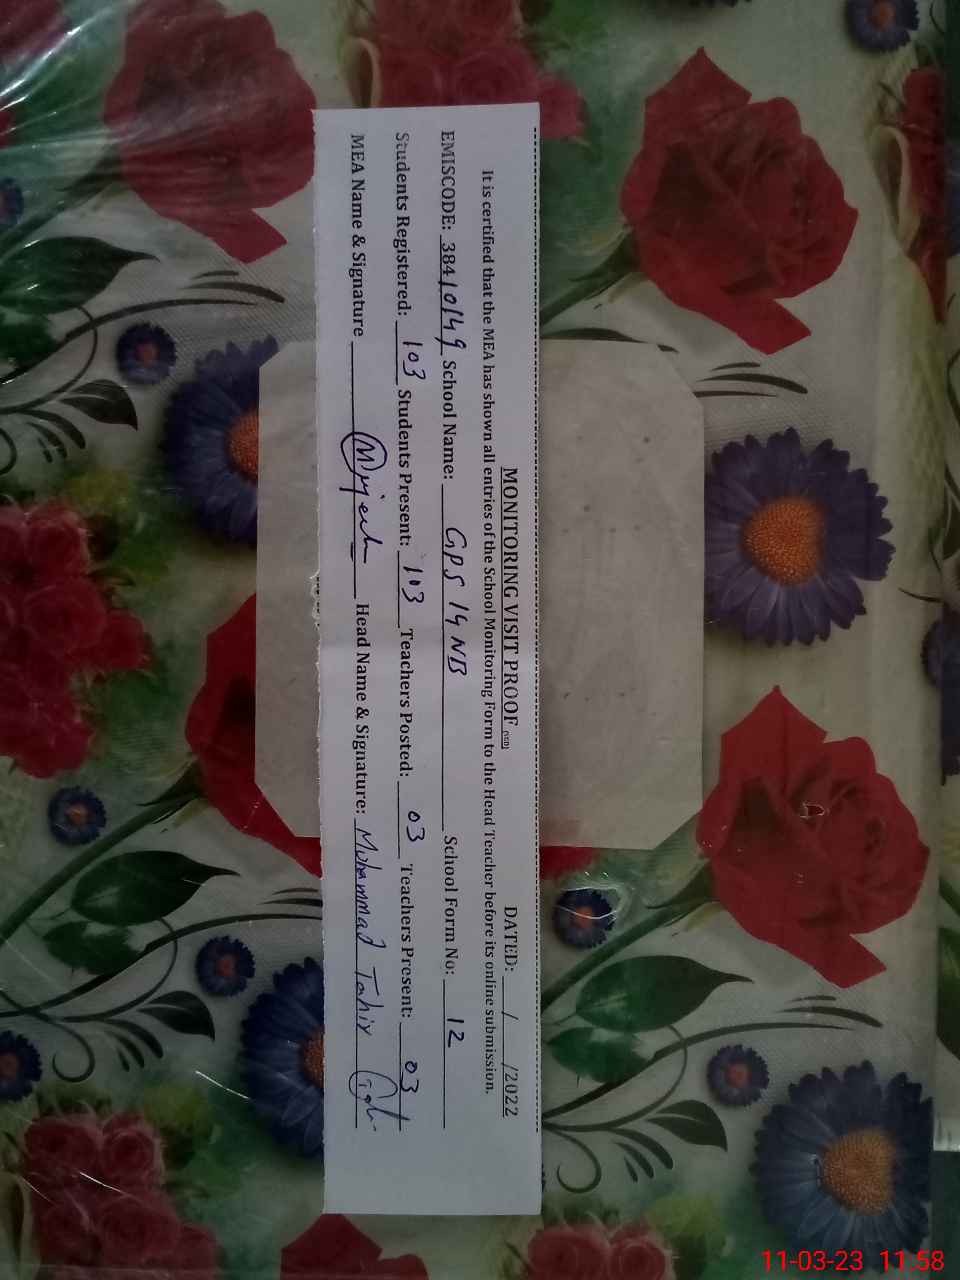 MONITORING VISIT PROOF DATED: ____/____/2022
It is certified that the MEA has shown all entries of the School Monitoring Form to the Head Teacher before its online submission.
EMISCODE: 38410149 School Name: GPS 14 NB School Form No: 12
Students Registered: 103 Students Present: 103 Teachers Posted: 03 Teachers Present: 03
MEA Name & Signature Head Name & Signature: Mohammad Tahir
11-03-23 11:58